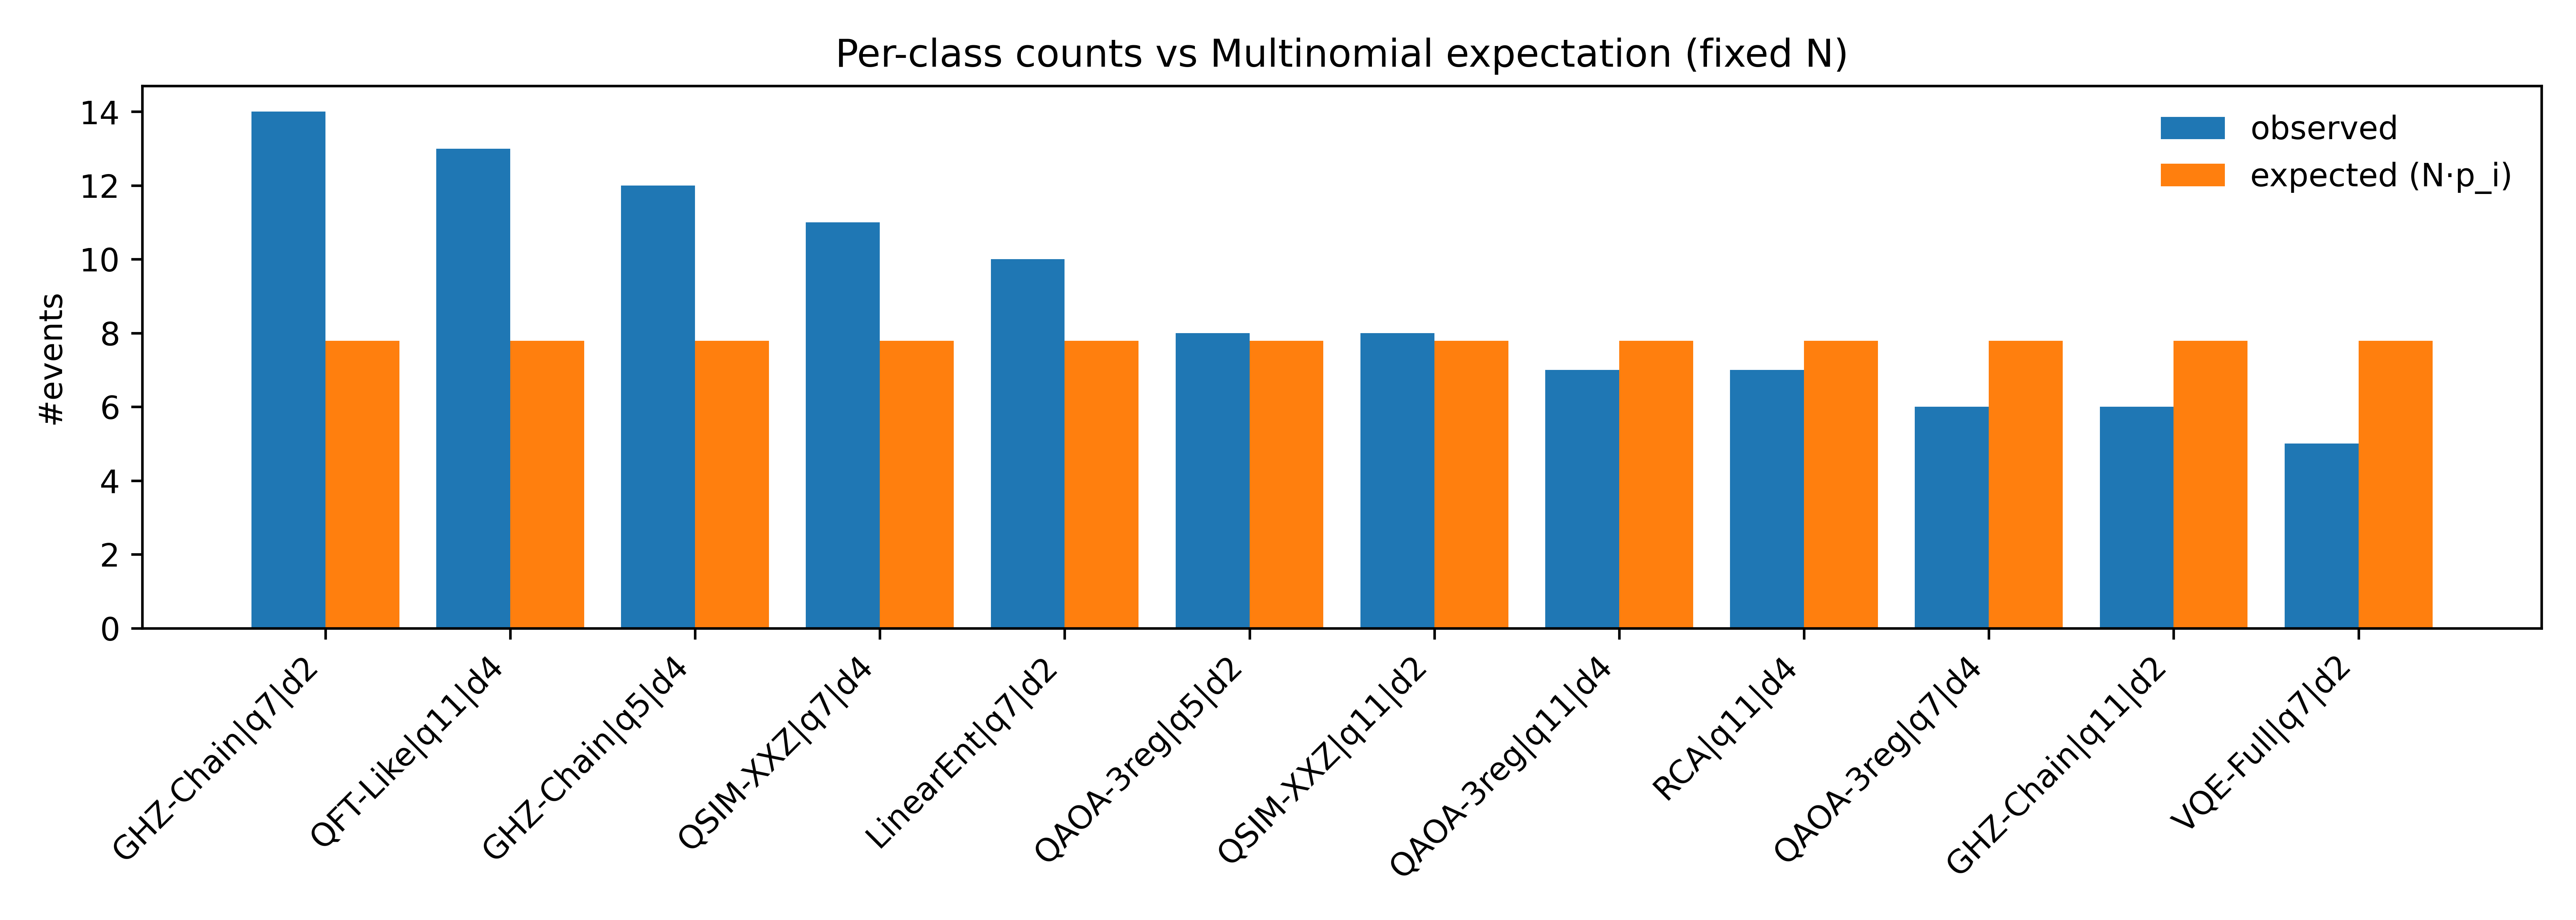 Per-class counts vs Multinomial expectation (fixed N)
observed
expected (N·p_i)
#events
14
12
10
8
6
4
2
0
GHZ-Chain|q7|d2
QFT-Like|q11|d4
GHZ-Chain|q5|d4
QSIM-XXZ|q7|d4
LinearEnt|q7|d2
QAOA-3reg|q5|d2
QSIM-XXZ|q11|d2
QAOA-3reg|q11|d4
RCA|q11|d4
QAOA-3reg|q7|d4
GHZ-Chain|q11|d2
VQE-Full|q7|d2